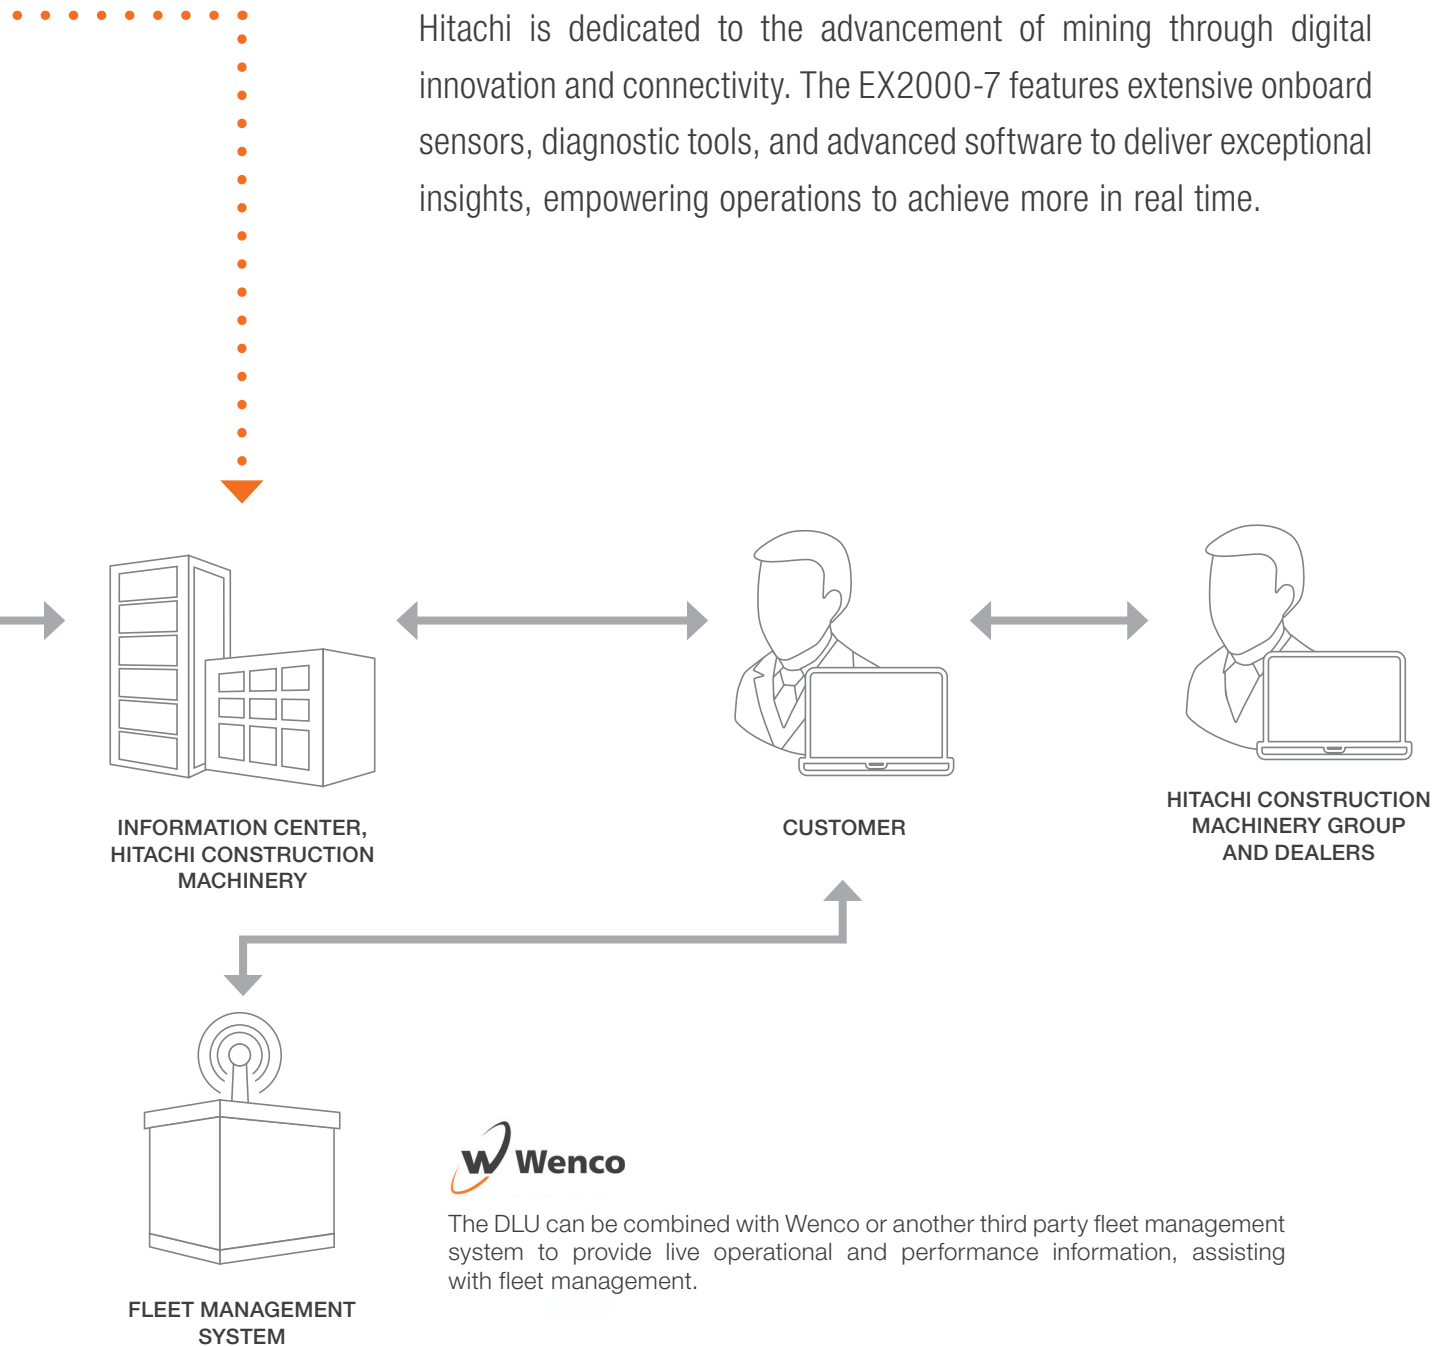 Hitachi is dedicated to the advancement of mining through digital
innovation and connectivity. The EX2000-7 features extensive onboard
sensors, diagnostic tools, and advanced software to deliver exceptional
insights, empowering operations to achieve more in real time.
INFORMATION CENTER,
HITACHI CONSTRUCTION
MACHINERY
CUSTOMER
HITACHI CONSTRUCTION
MACHINERY GROUP
AND DEALERS
W Wenco
The DLU can be combined with Wenco or another third party fleet management
system to provide live operational and performance information, assisting
with fleet management.
FLEET MANAGEMENT
SYSTEM